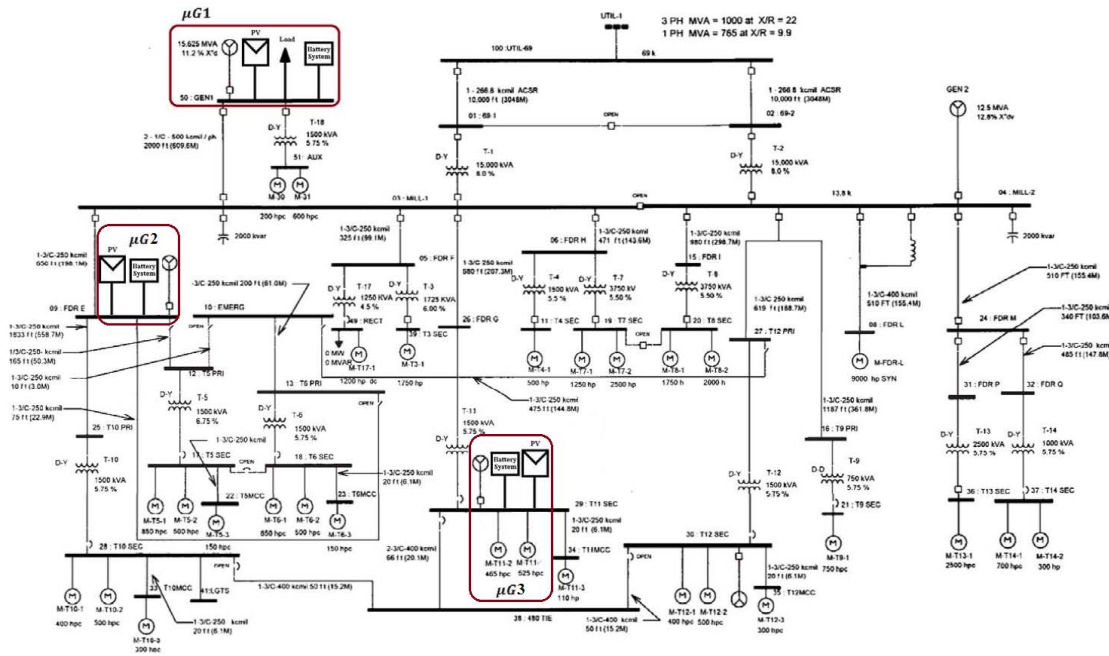 μG1
UTIL-1
3 PH MVA = 1000 at X/R = 22
1 PH MVA = 765 at X/R = 9.9
15.625 MVA
11.2 % X"d
PV
Load
Battery
System
50 : GEN1
100 : UTIL-69
69 k
1 - 266.8 kcmil ACSR
10,000 ft (3048M)
1 - 266.8 kcmil ACSR
10,000 ft (3048M)
01 : 69-1
OPEN
02 : 69-2
GEN 2
12.5 MVA
12.8% X"dv
2000 ft (609.6M)
D-Y
T-18
1500 kVA
5.75 %
51 : AUX
M-30
M-31
200 hpc
600 hpc
D-Y
T-1
15,000 kVA
8.0 %
D-Y
T-2
15,000 kVA
8.0 %
03 : MILL-1
OPEN
13.8 k
04 : MILL-2
2000 kvar
2000 kvar
μG2
1-3/C-250 kcmil
650 ft (198.1M)
PV
Battery
System
09 : FDR E
1-3/C-250 kcmil
325 ft (99.1M)
05 : FDR F
1-3/C-250 kcmil
680 ft (207.3M)
26 : FDR G
06 : FDR H
1-3/C-250 kcmil
471 ft (143.6M)
1-3/C-250 kcmil
980 ft (298.7M)
15 : FDR I
1-3/C-250 kcmil
619 ft (188.7M)
27 : T12 PRI
1-3/C-400 kcmil
510 FT (155.4M)
08 : FDR L
M-FDR-L
9000 hp SYN
1-3/C-250 kcmil
510 FT (155.4M)
1-3/C-250 kcmil
340 FT (103.6M)
24 : FDR M
1-3/C-250 kcmil
485 ft (147.8M)
31 : FDR P
32 : FDR Q
-3/C-250 kcmil 200 ft (61.0M)
10 : EMERG
OPEN
1-3/C-250 kcmil
1833 ft (558.7M)
1/3/C-250- kcmil
165 ft (50.3M)
1-3/C-250 kcmil
10 ft (3.0M)
1-3/C-250 kcmil
75 ft (22.9M)
12 : T5 PRI
13 : T6 PRI
OPEN
T-17
1250 KVA
4.5 %
D-Y
T-3
1725 KVA
6.00 %
49 : RECT
39 : T3 SEC
0 MW
0 MVAR
M-T17-1
1200 hp dc
M-T3-1
1750 hp
D-Y
T-4
1500 kVA
5.5 %
D-Y
T-7
3750 kV
5.50 %
D-Y
T-8
3750 kVA
5.50 %
11 : T4 SEC
19 : T7 SEC
OPEN
20 : T8 SEC
M-T4-1
500 hp
M-T7-1
1250 hp
M-T7-2
2500 hp
M-T8-1
1750 h
M-T8-2
2000 h
1-3/C-250 kcmil
475 ft (144.8M)
1-3/C-250 kcmil
1187 ft (361.8M)
16 : T9 PRI
25 : T10 PRI
D-Y
T-10
1500 kVA
5.75 %
D-Y
T-5
1500 kVA
6.75 %
D-Y
T-6
1500 kVA
5.75 %
1-3/C-250 kcmil
17 : T5 SEC
OPEN
18 : T6 SEC
22 : T5MCC
1-3/C-250 kcmil
20 ft (6.1M)
23 : T6MCC
M-T5-1
850 hpc
M-T5-2
500 hpc
M-T5-3
150 hpc
M-T6-1
850 hpc
M-T6-2
500 hpc
M-T6-3
150 hpc
T-11
1500 kVA
5.75 %
D-Y
PV
Battery
System
29 : T11 SEC
1-3/C-250 kcmil
20 ft (6.1M)
34 : T11MCC
M-T11-2
465 hpc
M-T11-
525 hpc
M-T11-3
110 hp
μG3
D-Y
T-12
1500 kVA
5.75 %
D-D
T-9
750 kVA
5.75 %
21 : T9 SEC
M-T9-1
750 hpc
D-Y
T-13
2500 kVA
5.75 %
D-Y
T-14
1000 kVA
5.75 %
36 : T13 SEC
37 : T14 SEC
M-T13-1
2500 hpc
M-T14-1
700 hpc
M-T14-2
300 hp
28 : T10 SEC
OPEN
M-T10-1
400 hpc
M-T10-2
500 hpc
33 : T10MCC
41:LGTS
M-T10-3
300 hpc
1-3/C-250 kcmil
20 ft (6.1M)
2-3/C-400 kcmil
66 ft (20.1M)
1-3/C-400 kcmil 50 ft (15.2M)
38 : 480 TIE
OPEN
30 : T12 SEC
1-3/C-400 kcmil
50 ft (15.2M)
M-T12-1
400 hpc
M-T12-2
500 hpc
1-3/C-250 kcmil
20 ft (6.1M)
35 : T12MCC
M-T12-3
300 hpc